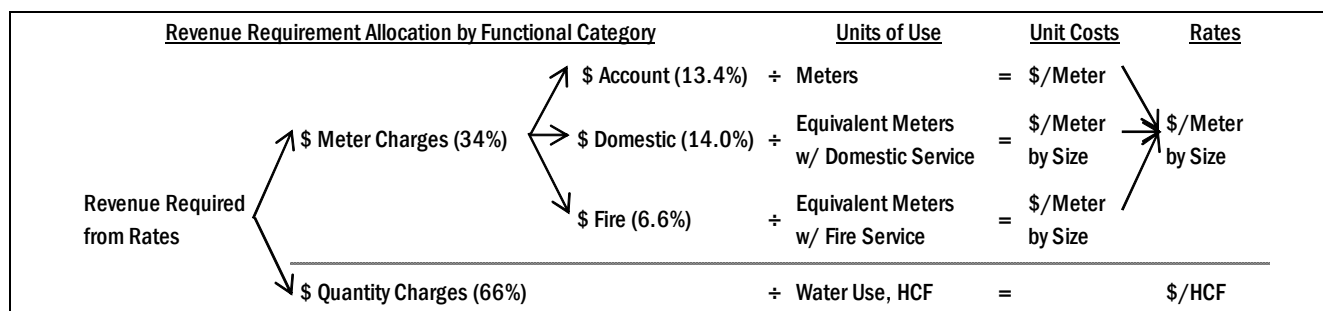 Revenue Requirement Allocation by Functional Category Units of Use Unit Costs Rates
$ Account (13.4%) ÷ Meters = $/Meter
$ Meter Charges (34%) $ Domestic (14.0%) ÷ Equivalent Meters w/ Domestic Service = $/Meter by Size $/Meter by Size
Revenue Required from Rates
$ Fire (6.6%) ÷ Equivalent Meters w/ Fire Service = $/Meter by Size
$ Quantity Charges (66%) ÷ Water Use, HCF = $/HCF